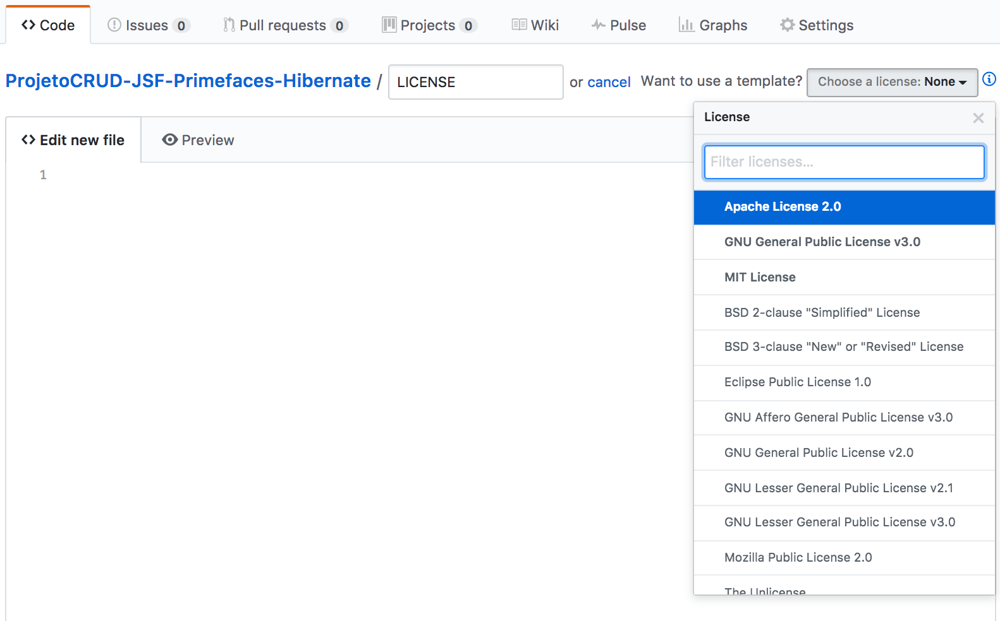 Code Issues 0 Pull requests 0 Projects 0 Wiki Pulse Graphs Settings
ProjetoCRUD-JSF-Primefaces-Hibernate / LICENSE or cancel Want to use a template? Choose a license: None
License
Edit new file Preview
Filter licenses...
1
Apache License 2.0
GNU General Public License v3.0
MIT License
BSD 2-clause "Simplified" License
BSD 3-clause "New" or "Revised" License
Eclipse Public License 1.0
GNU Affero General Public License v3.0
GNU General Public License v2.0
GNU Lesser General Public License v2.1
GNU Lesser General Public License v3.0
Mozilla Public License 2.0
The Unlicense